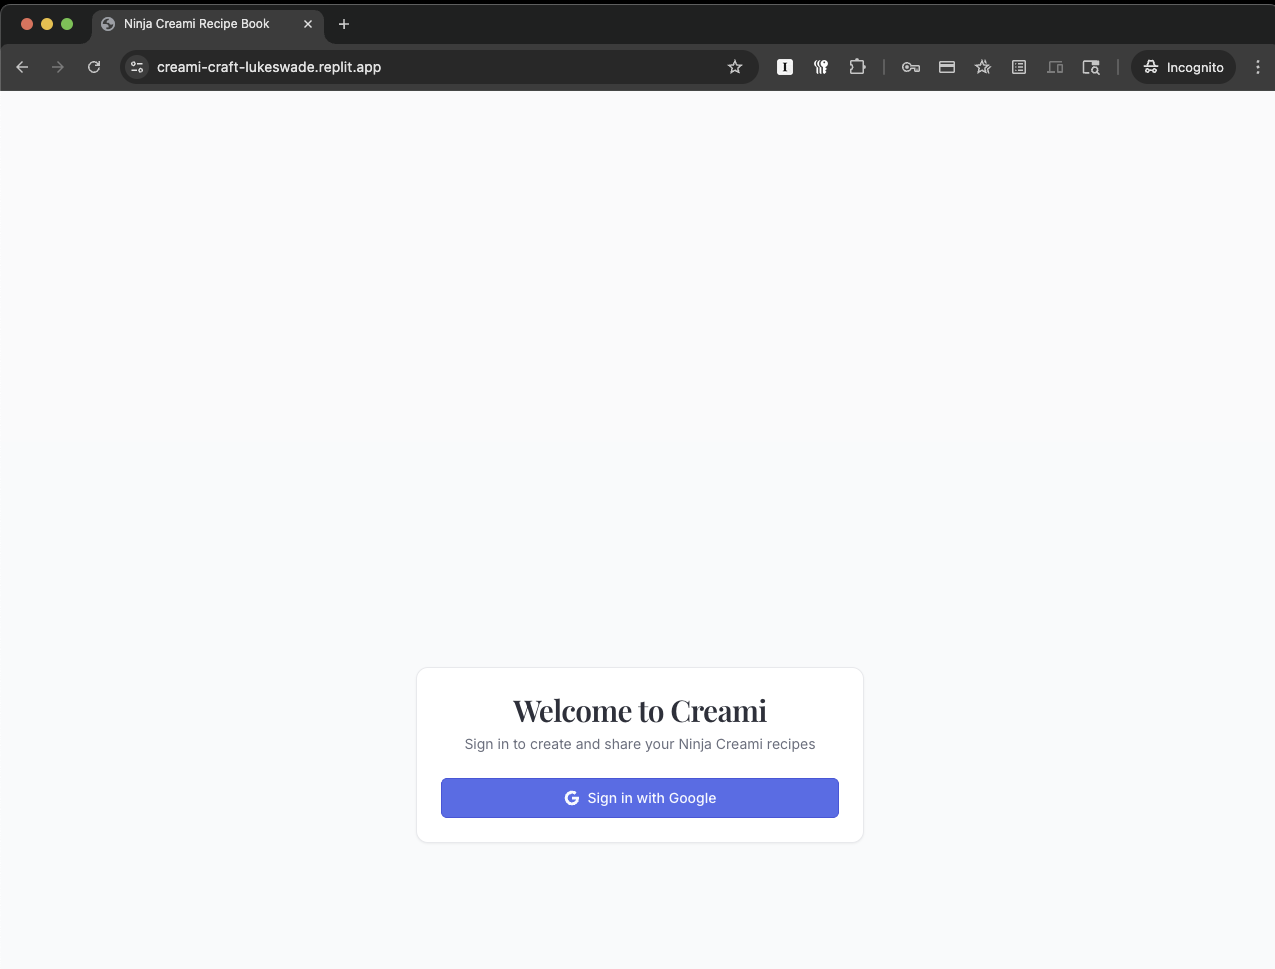 Ninja Creami Recipe Book
creami-craft-lukeswade.replit.app
I
Incognito
Welcome to Creami
Sign in to create and share your Ninja Creami recipes
G Sign in with Google